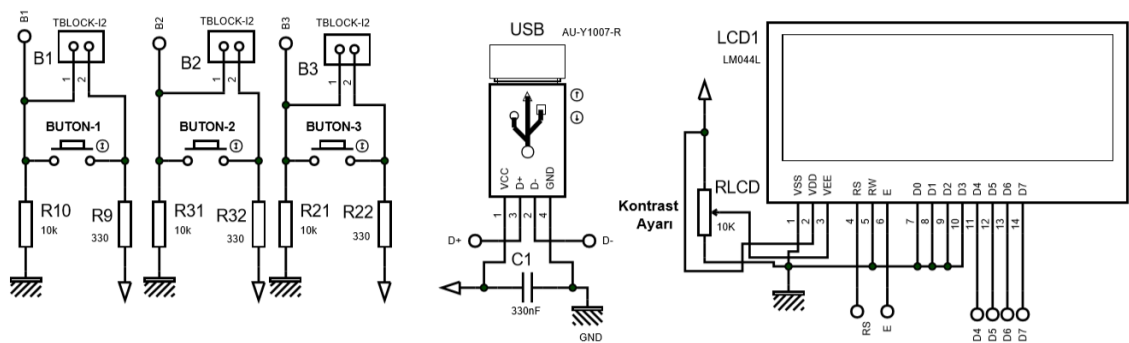 B1
TBLOCK-I2
B1
1
2
BUTON-1
R10
10k
R9
330
B2
TBLOCK-I2
B2
1
2
BUTON-2
R31
10k
R32
330
B3
TBLOCK-I2
B3
1
2
BUTON-3
R21
10k
R22
330
USB
AU-Y1007-R
VCC
D+
D-
GND
1
3
2
4
D+
D-
C1
330nF
GND
LCD1
LM044L
RLCD
10K
Kontrast
Ayarı
VSS
VDD
VEE
RS
RW
E
D0
D1
D2
D3
D4
D5
D6
D7
1
2
3
4
5
6
7
8
9
10
11
12
13
14
RS
E
D4
D5
D6
D7